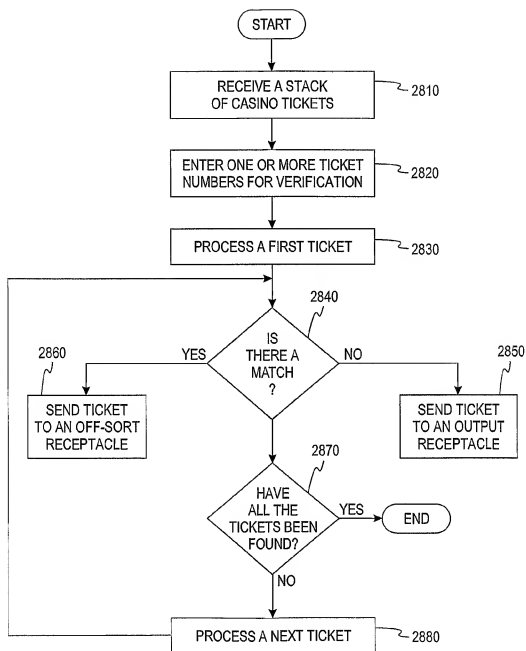 START
RECEIVE A STACK
OF CASINO TICKETS
2810
ENTER ONE OR MORE TICKET
NUMBERS FOR VERIFICATION
2820
PROCESS A FIRST TICKET
2830
2840
IS
THERE A
MATCH
?
YES
NO
2860
SEND TICKET
TO AN OFF-SORT
RECEPTACLE
2850
SEND TICKET
TO AN OUTPUT
RECEPTACLE
2870
HAVE
ALL THE
TICKETS BEEN
FOUND?
YES
END
NO
PROCESS A NEXT TICKET
2880